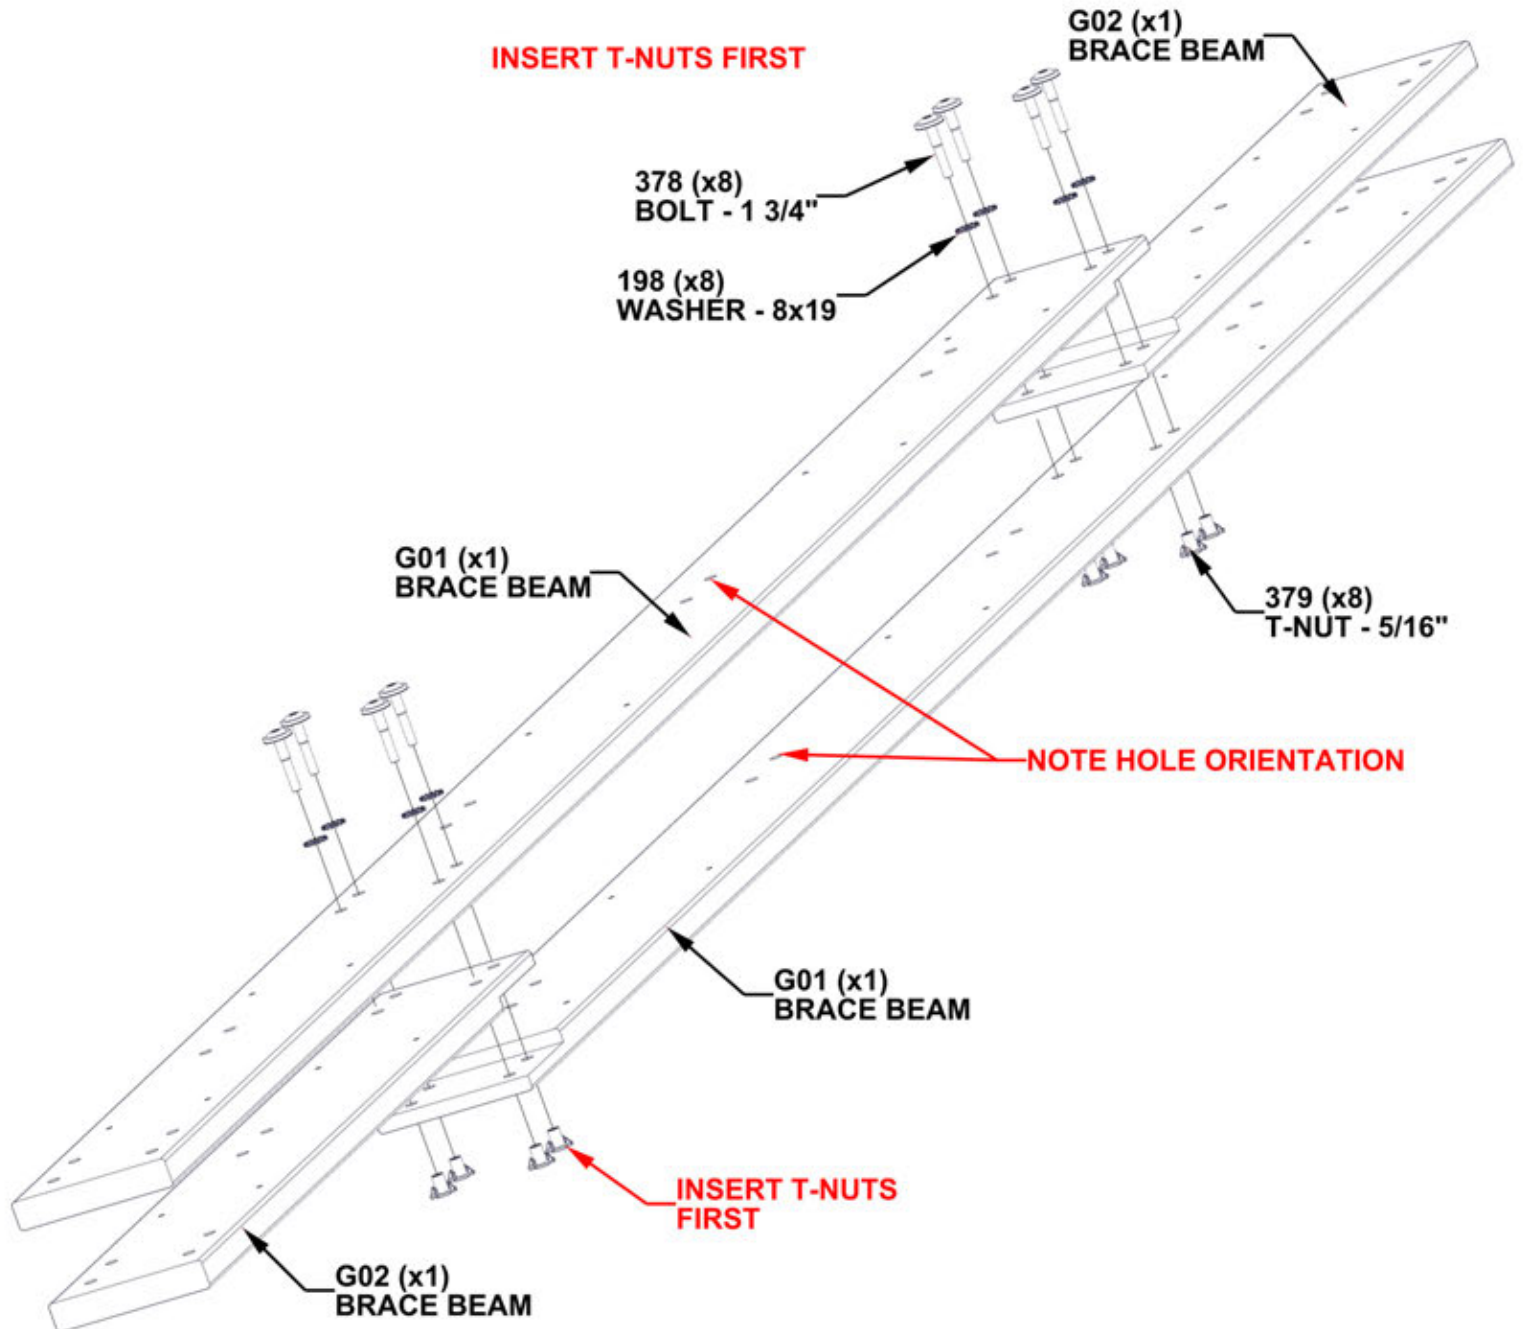 G02 (x1)
BRACE BEAM
INSERT T-NUTS FIRST
378 (x8)
BOLT - 1 3/4"
198 (x8)
WASHER - 8x19
G01 (x1)
BRACE BEAM
379 (x8)
T-NUT - 5/16"
NOTE HOLE ORIENTATION
G01 (x1)
BRACE BEAM
INSERT T-NUTS
FIRST
G02 (x1)
BRACE BEAM